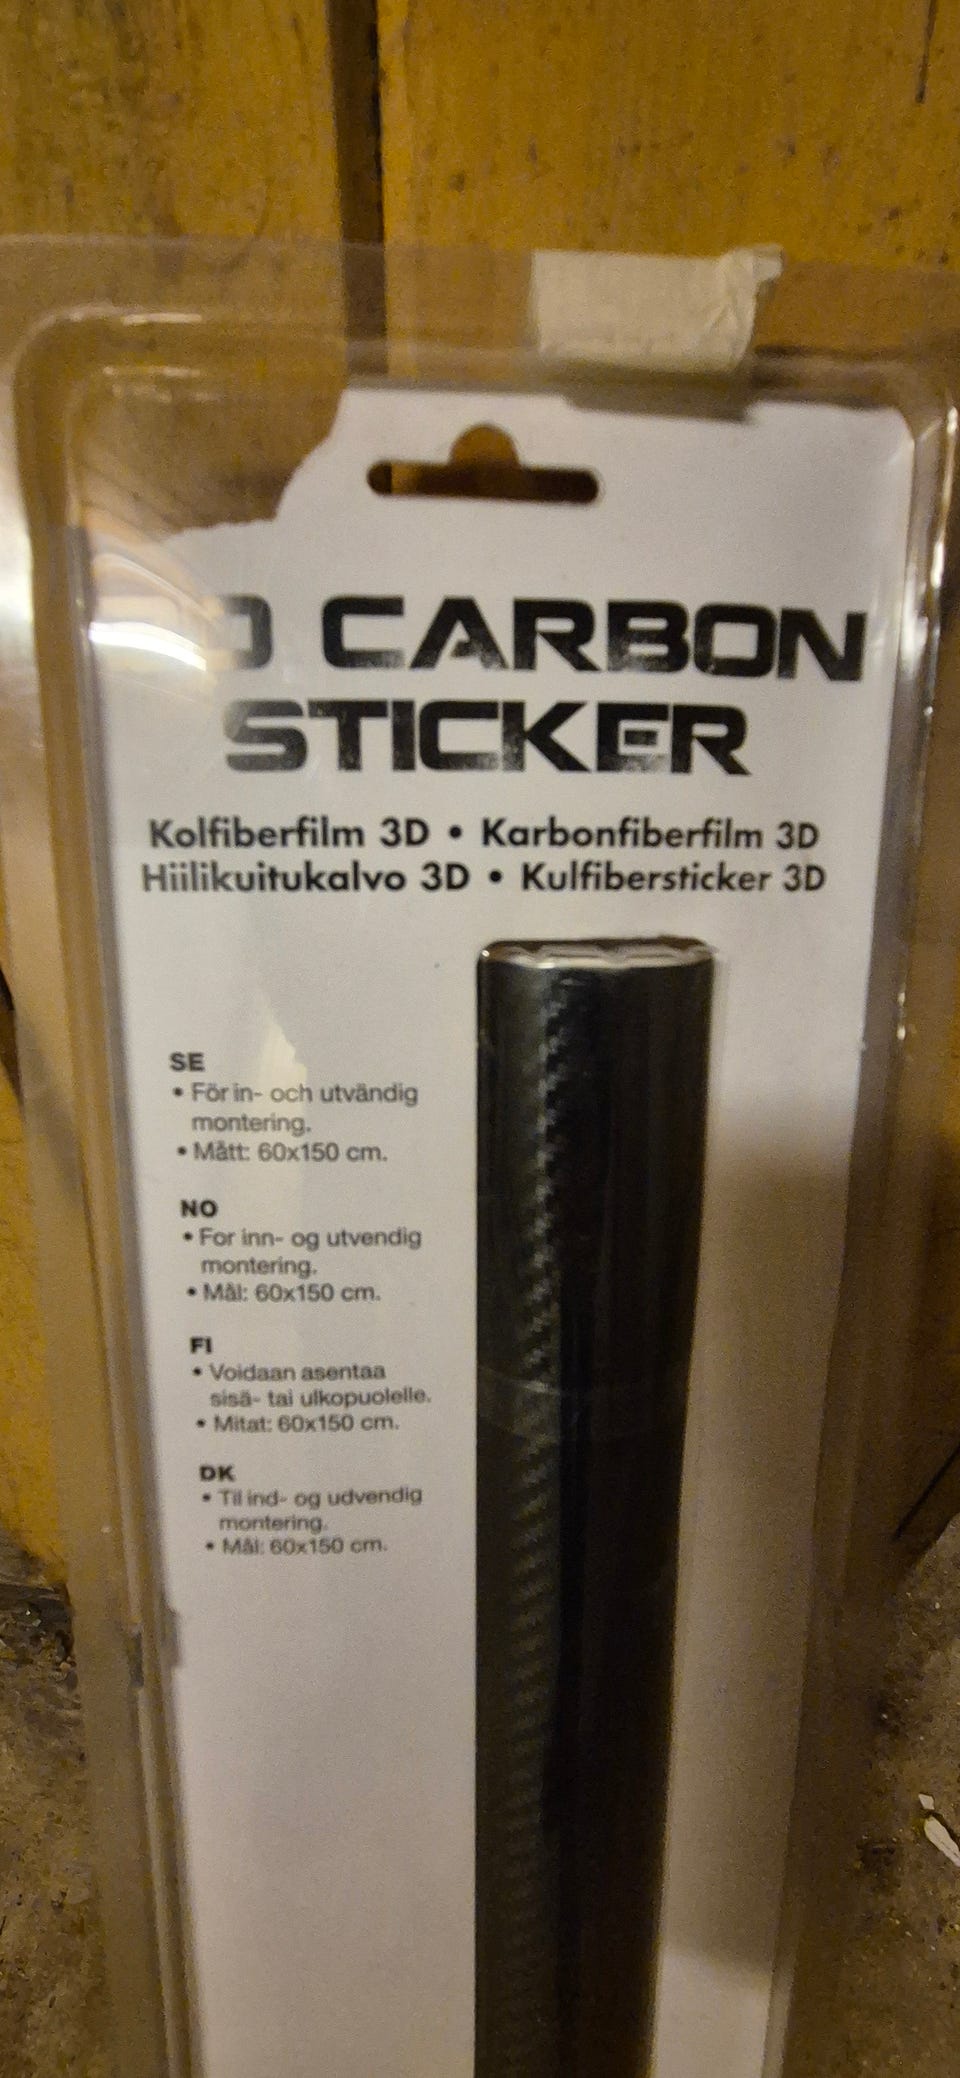 D CARBON
STICKER
Kolfiberfilm 3D • Karbonfiberfilm 3D
Hiilikuitukalvo 3D • Kulfibersticker 3D
SE
• För in- och utvändig
montering.
• Mått: 60x150 cm.
NO
• For inn- og utvendig
montering.
• Mål: 60x150 cm.
FI
• Voidaan asentaa
sisä- tai ulkopuolelle.
• Mitat: 60x150 cm.
DK
• Til ind- og udvendig
montering.
• Mål: 60x150 cm.